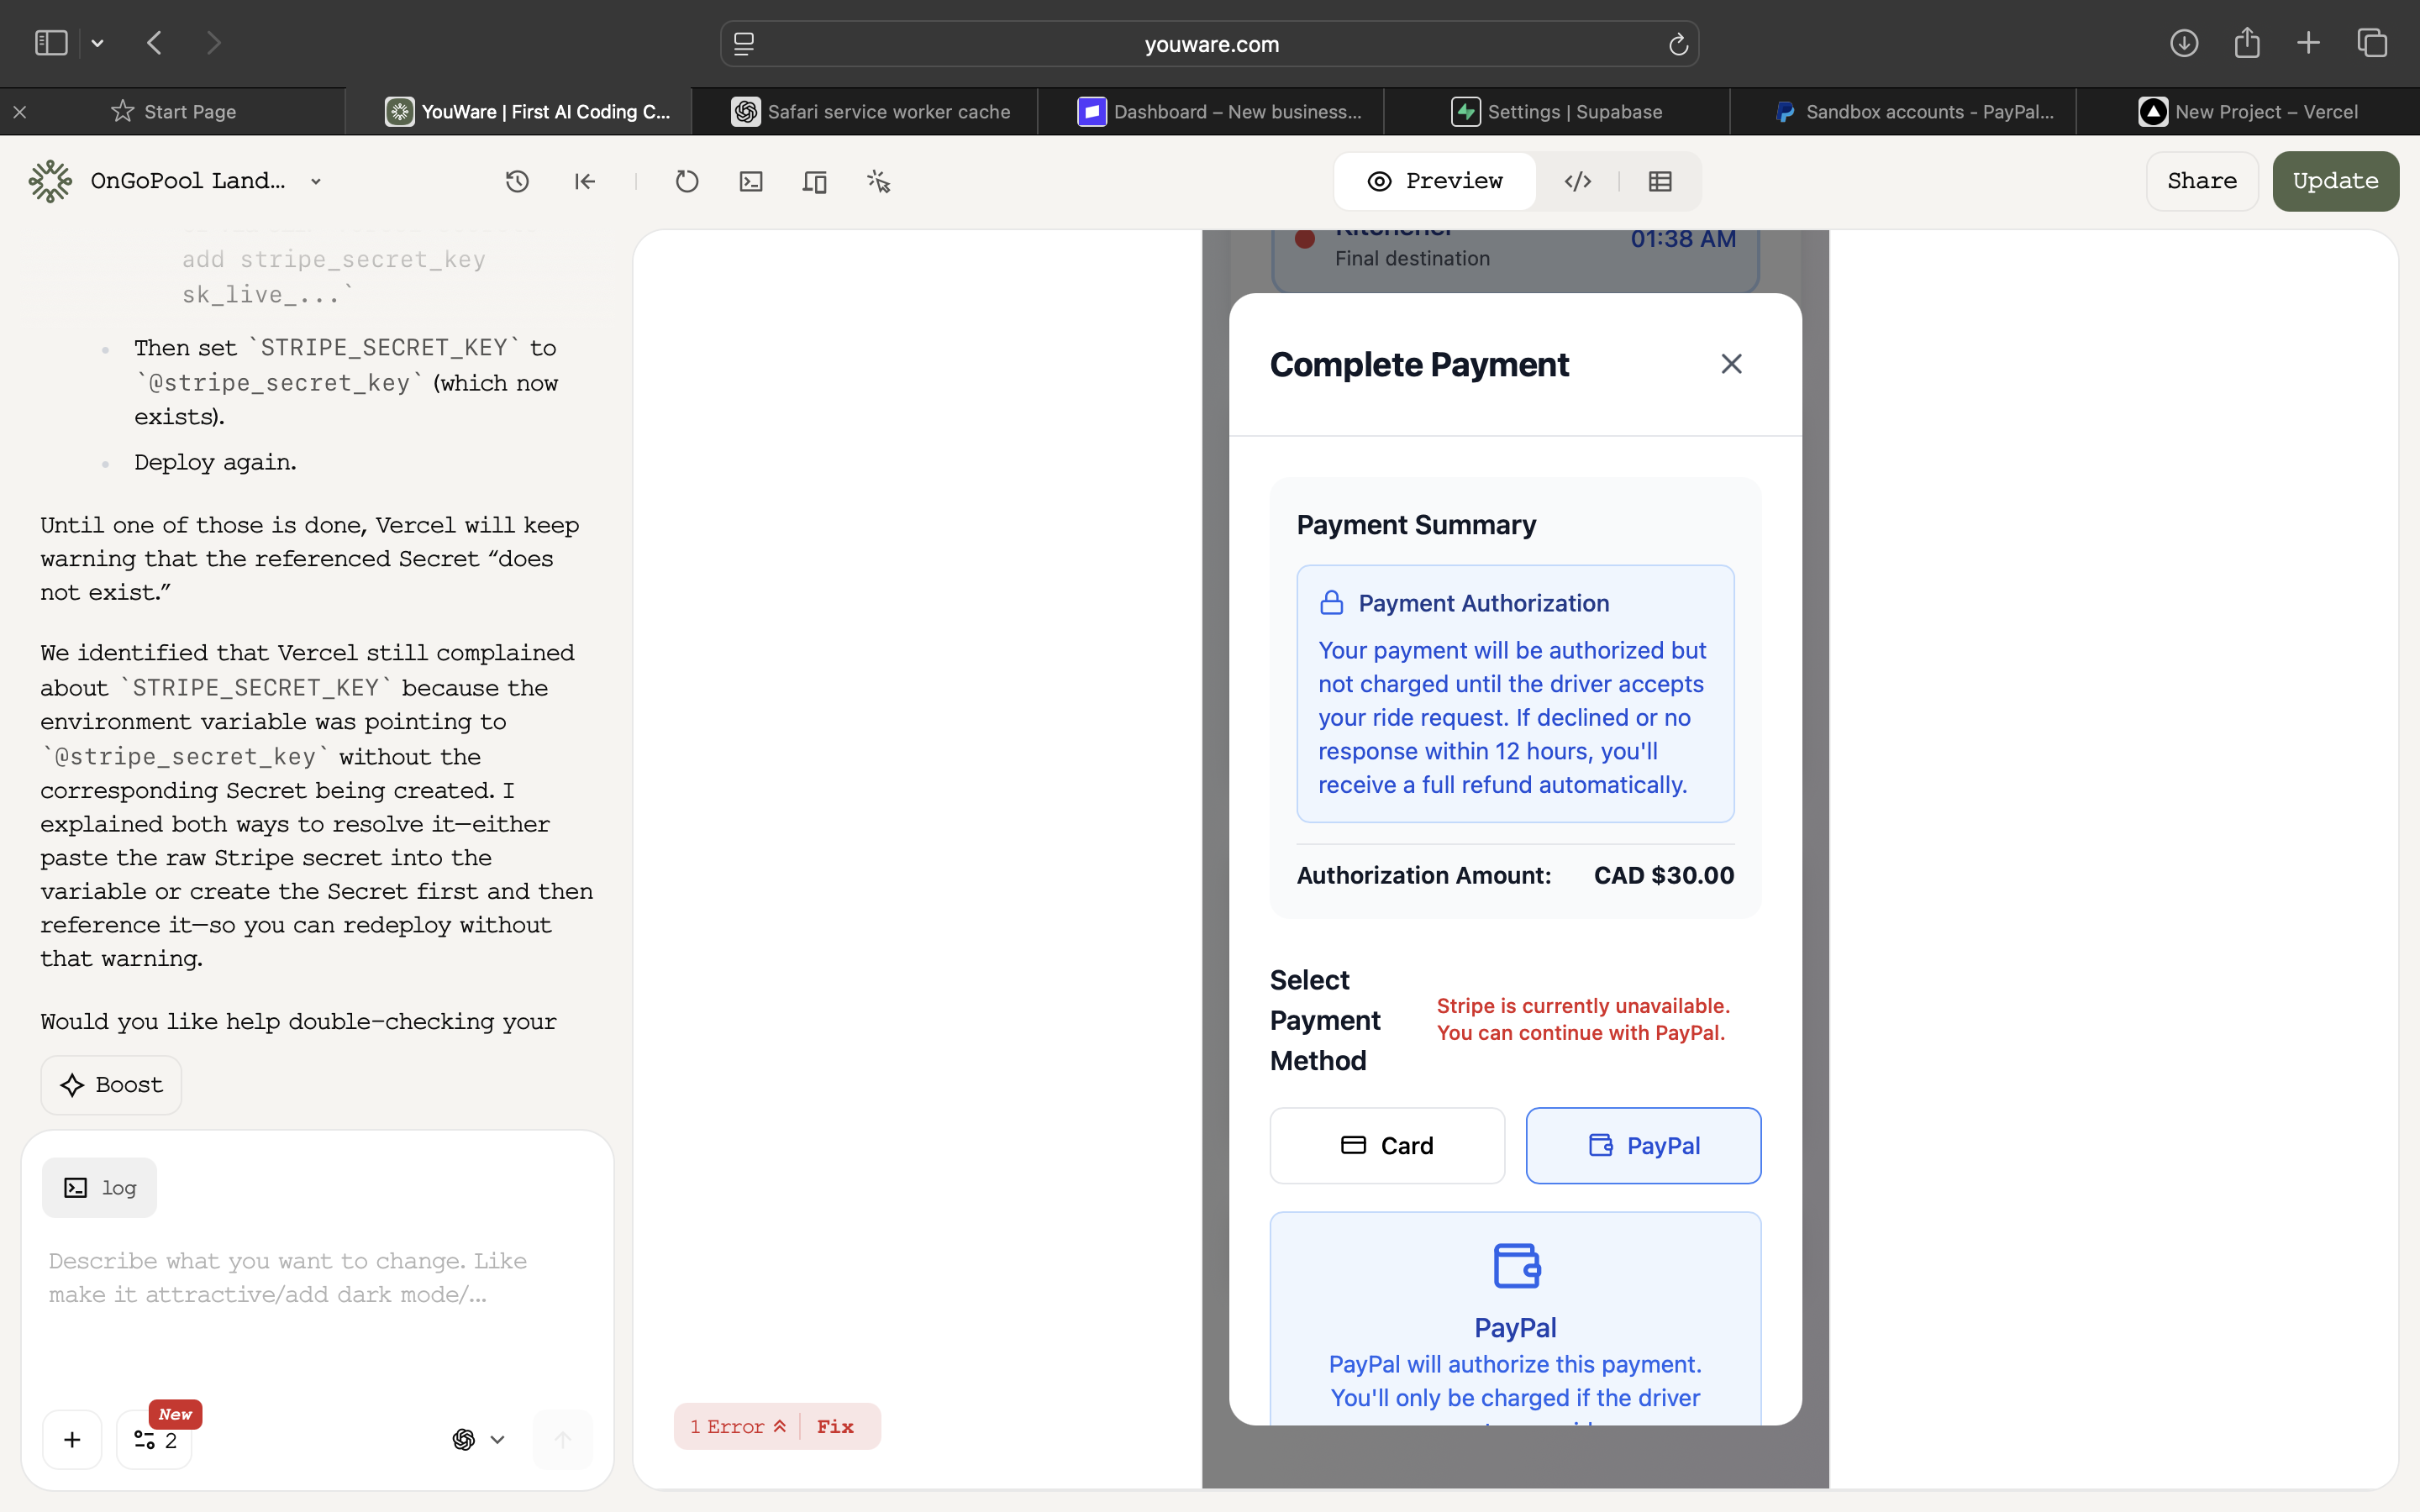 youware.com
Start Page
YouWare | First AI Coding C...
Safari service worker cache
Dashboard – New business...
Settings | Supabase
Sandbox accounts - PayPal...
New Project – Vercel
OnGoPool Land...
Preview
Share
Update
add stripe_secret_key
sk_live_...`
Then set `STRIPE_SECRET_KEY` to
`@stripe_secret_key` (which now
exists).
Deploy again.
Until one of those is done, Vercel will keep
warning that the referenced Secret “does
not exist.”
We identified that Vercel still complained
about `STRIPE_SECRET_KEY` because the
environment variable was pointing to
`@stripe_secret_key` without the
corresponding Secret being created. I
explained both ways to resolve it—either
paste the raw Stripe secret into the
variable or create the Secret first and then
reference it—so you can redeploy without
that warning.
Would you like help double-checking your
Boost
log
Describe what you want to change. Like
make it attractive/add dark mode/...
New
2
1 Error
Fix
Kitchener
01:38 AM
Final destination
Complete Payment
Payment Summary
Payment Authorization
Your payment will be authorized but
not charged until the driver accepts
your ride request. If declined or no
response within 12 hours, you'll
receive a full refund automatically.
Authorization Amount: CAD $30.00
Select
Payment
Method
Stripe is currently unavailable.
You can continue with PayPal.
Card
PayPal
PayPal
PayPal will authorize this payment.
You'll only be charged if the driver